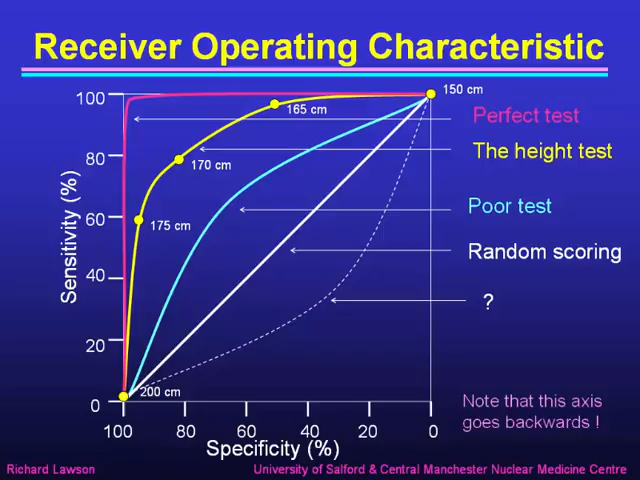 Receiver Operating Characteristic
100
80
60
40
20
0
Sensitivity (%)
150 cm
165 cm
170 cm
175 cm
200 cm
Perfect test
The height test
Poor test
Random scoring
?
100 80 60 40 20 0
Specificity (%)
Note that this axis
goes backwards !
Richard Lawson
University of Salford & Central Manchester Nuclear Medicine Centre